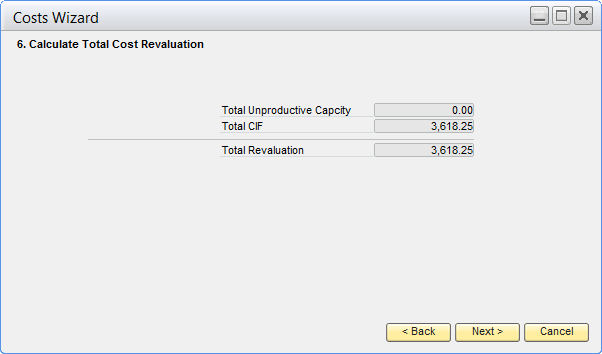 Costs Wizard
6. Calculate Total Cost Revaluation
Total Unproductive Capcity 0.00
Total CIF 3,618.25
Total Revaluation 3,618.25
< Back Next > Cancel